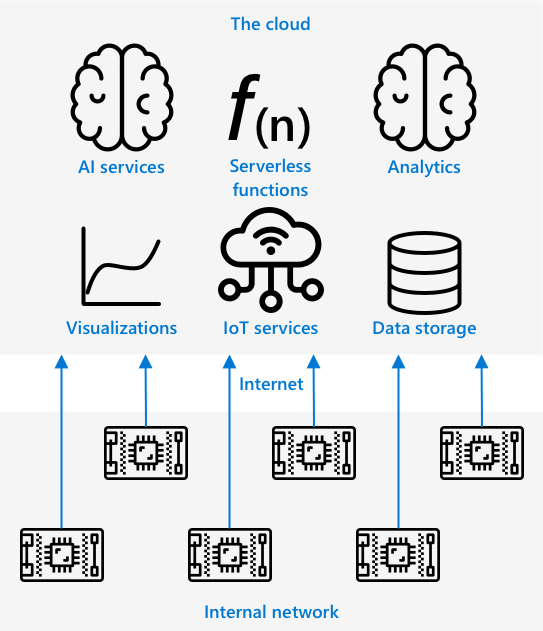 The cloud
f(n)
AI services
Serverless
functions
Analytics
Visualizations
IoT services
Data storage
Internet
Internal network